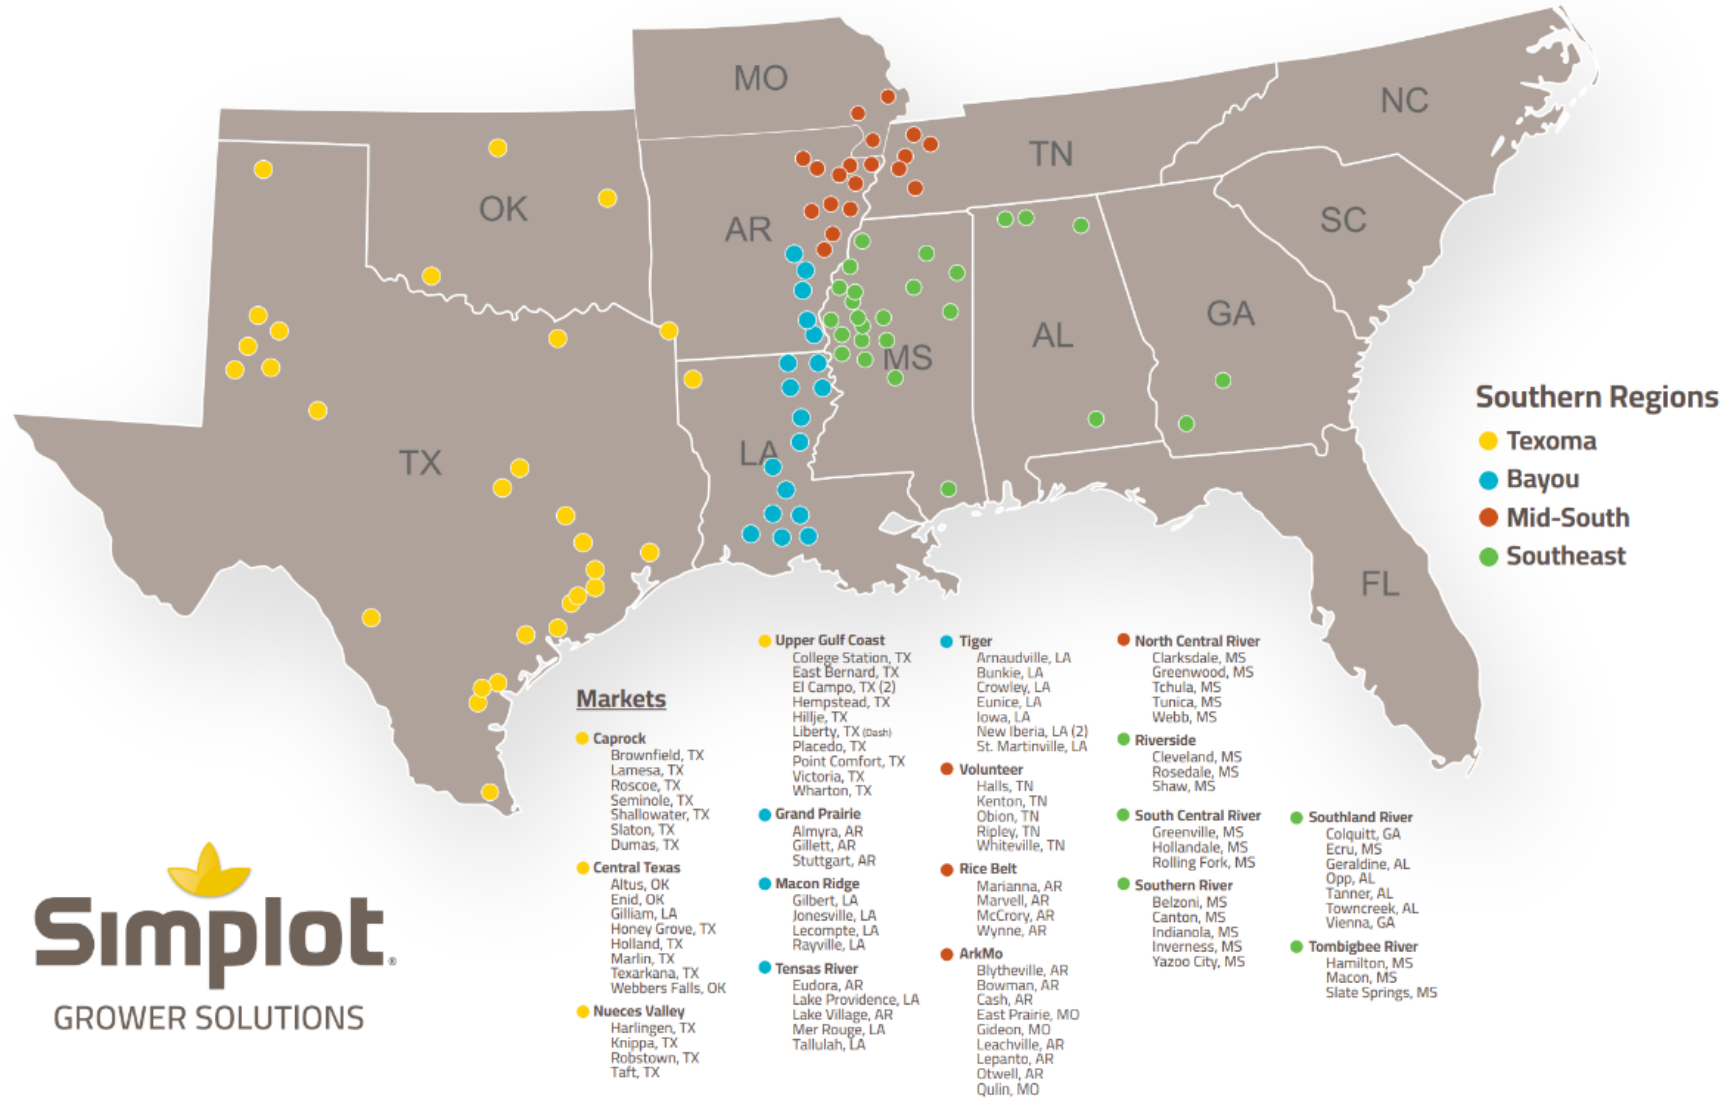 MO
NC
TN
OK
AR
SC
GA
AL
MS
TX
LA
FL
Southern Regions
Texoma
Bayou
Mid-South
Southeast
Markets
Caprock
Brownfield, TX
Lamesa, TX
Roscoe, TX
Seminole, TX
Shallowater, TX
Slaton, TX
Dumas, TX
Central Texas
Altus, OK
Enid, OK
Gilliam, LA
Honey Grove, TX
Holland, TX
Marlin, TX
Texarkana, TX
Webbers Falls, OK
Nueces Valley
Harlingen, TX
Knippa, TX
Robstown, TX
Taft, TX
Upper Gulf Coast
College Station, TX
East Bernard, TX
El Campo, TX (2)
Hempstead, TX
Hillje, TX
Liberty, TX (Dash)
Placedo, TX
Point Comfort, TX
Victoria, TX
Wharton, TX
Grand Prairie
Almyra, AR
Gillett, AR
Stuttgart, AR
Macon Ridge
Gilbert, LA
Jonesville, LA
Lecompte, LA
Rayville, LA
Tensas River
Eudora, AR
Lake Providence, LA
Lake Village, AR
Mer Rouge, LA
Tallulah, LA
Tiger
Arnaudville, LA
Bunkie, LA
Crowley, LA
Eunice, LA
Iowa, LA
New Iberia, LA (2)
St. Martinville, LA
Volunteer
Halls, TN
Kenton, TN
Obion, TN
Ripley, TN
Whiteville, TN
Rice Belt
Marianna, AR
Marvell, AR
McCrory, AR
Wynne, AR
ArkMo
Blytheville, AR
Bowman, AR
Cash, AR
East Prairie, MO
Gideon, MO
Leachville, AR
Lepanto, AR
Otwell, AR
Qulin, MO
North Central River
Clarksdale, MS
Greenwood, MS
Tchula, MS
Tunica, MS
Webb, MS
Riverside
Cleveland, MS
Rosedale, MS
Shaw, MS
South Central River
Greenville, MS
Hollandale, MS
Rolling Fork, MS
Southern River
Belzoni, MS
Canton, MS
Indianola, MS
Inverness, MS
Yazoo City, MS
Southland River
Colquitt, GA
Ecru, MS
Geraldine, AL
Opp, AL
Tanner, AL
Towncreek, AL
Vienna, GA
Tombigbee River
Hamilton, MS
Macon, MS
Slate Springs, MS
Simplot®
GROWER SOLUTIONS